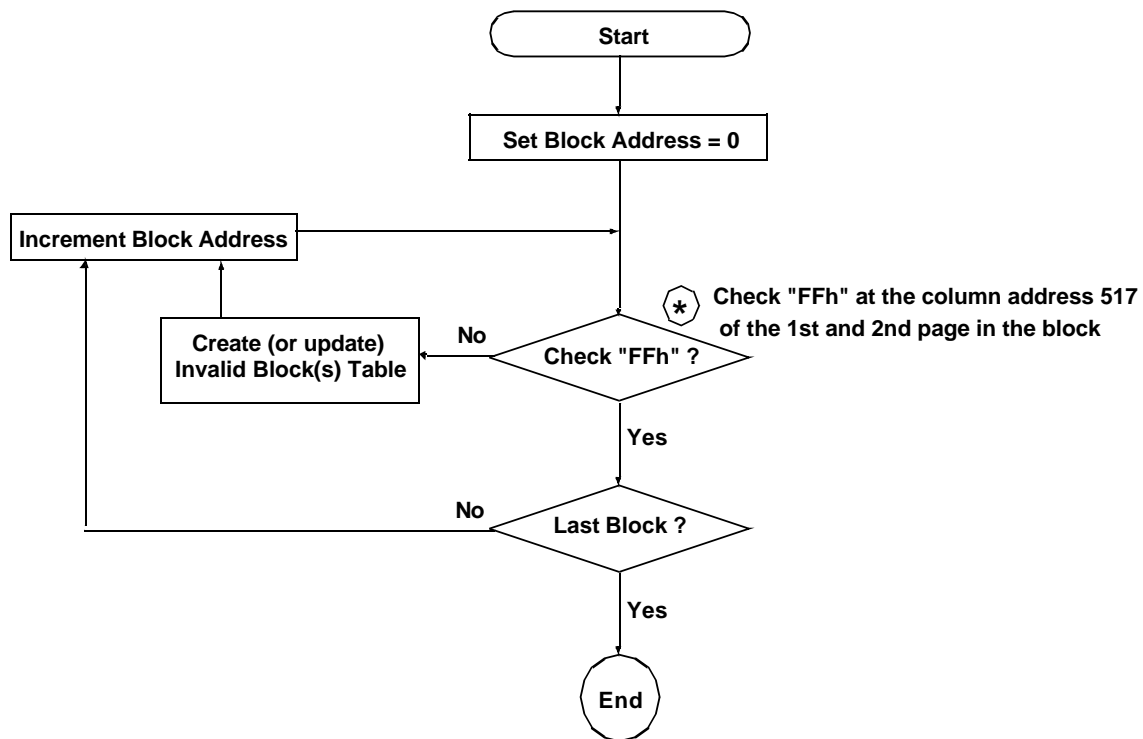 Start
Set Block Address = 0
Increment Block Address
* Check "FFh" at the column address 517
of the 1st and 2nd page in the block
Create (or update)
Invalid Block(s) Table
No
Check "FFh" ?
Yes
No
Last Block ?
Yes
End